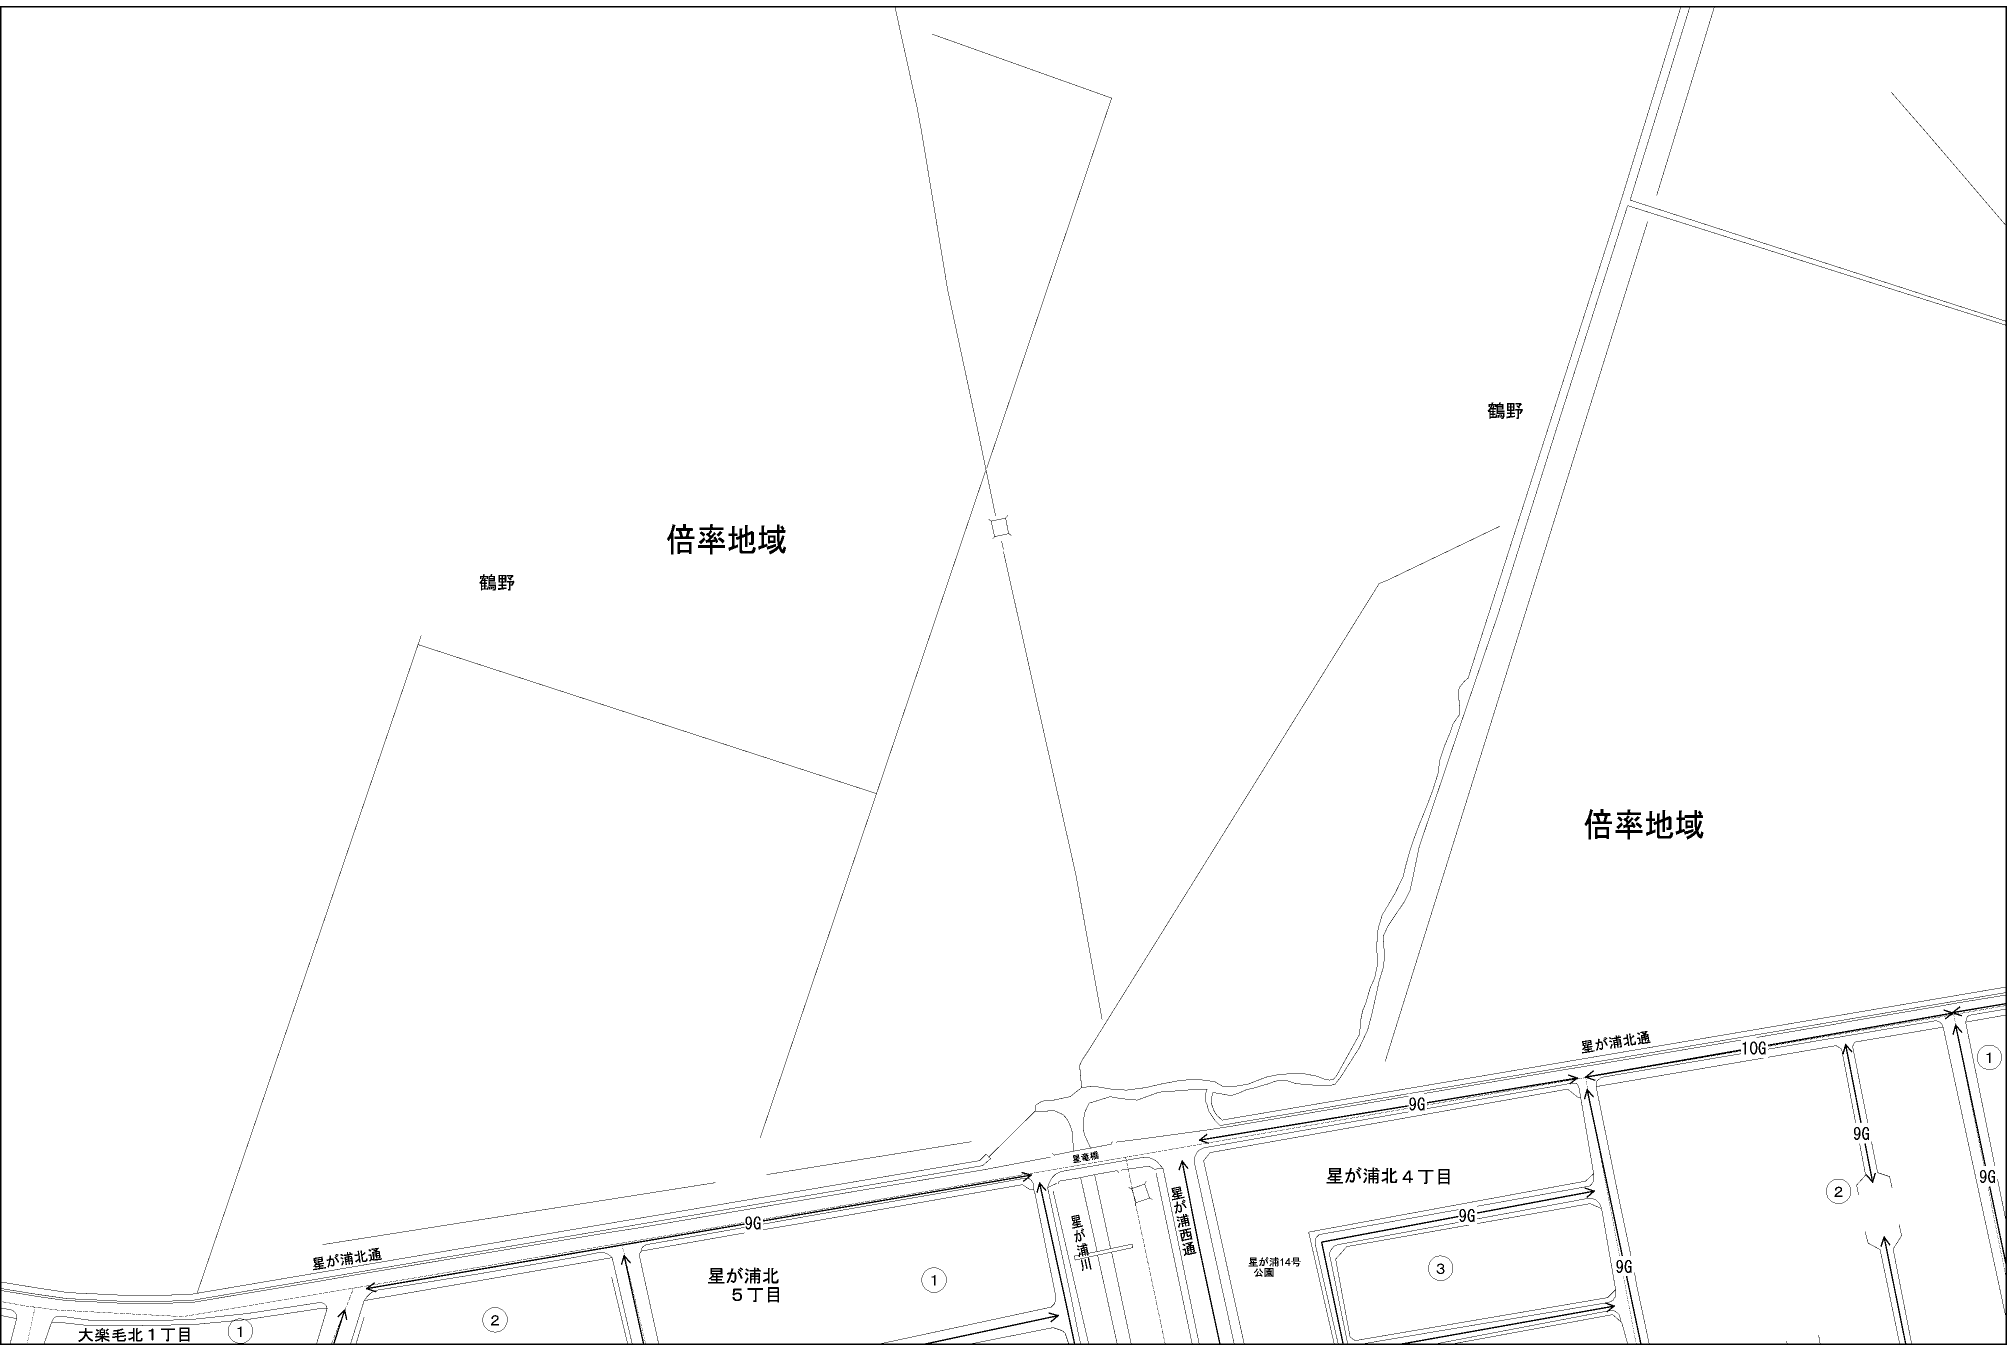 鶴野
倍率地域
鶴野
倍率地域
星が浦北通
10G
①
9G
9G
星竜橋
星が浦北４丁目
9G
②
星が浦西通
9G
9G
星が浦川
星が浦北通
星が浦14号
公園
③
9G
星が浦北
５丁目
①
②
大楽毛北１丁目
①